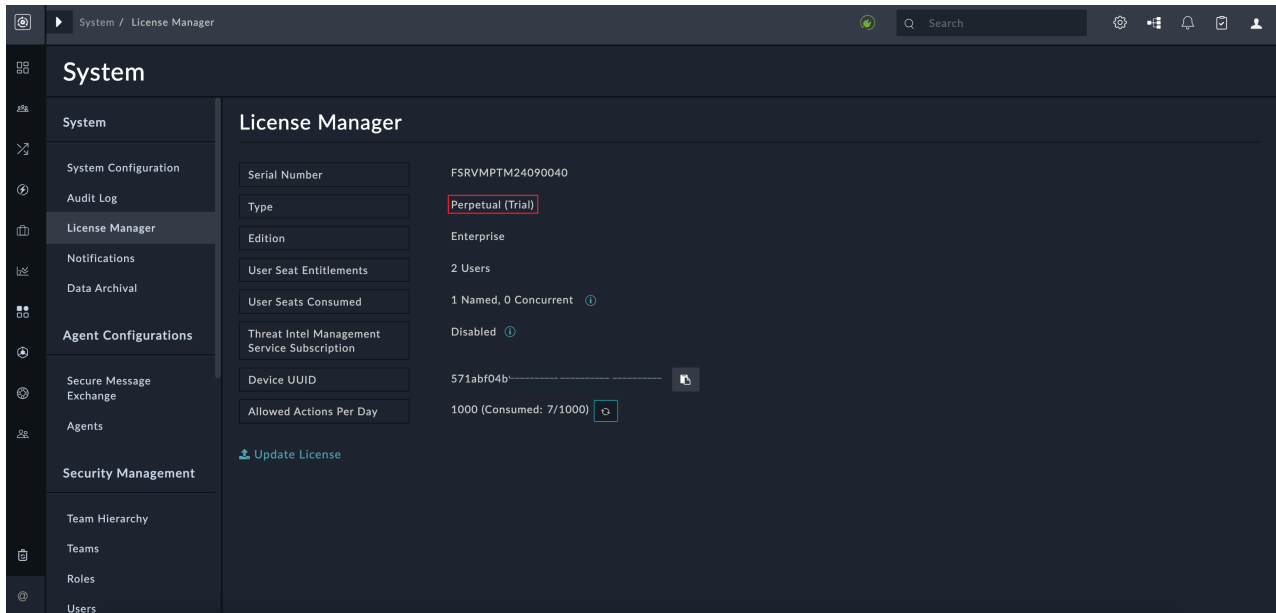 System / License Manager
Search
System
System
System Configuration
Audit Log
License Manager
Notifications
Data Archival
Agent Configurations
Secure Message
Exchange
Agents
Security Management
Team Hierarchy
Teams
Roles
Users
License Manager
Serial Number FSRVMPTM24090040
Type Perpetual (Trial)
Edition Enterprise
User Seat Entitlements 2 Users
User Seats Consumed 1 Named, 0 Concurrent
Threat Intel Management
Service Subscription
Disabled
Device UUID 571abf04b
Allowed Actions Per Day 1000 (Consumed: 7/1000)
Update License